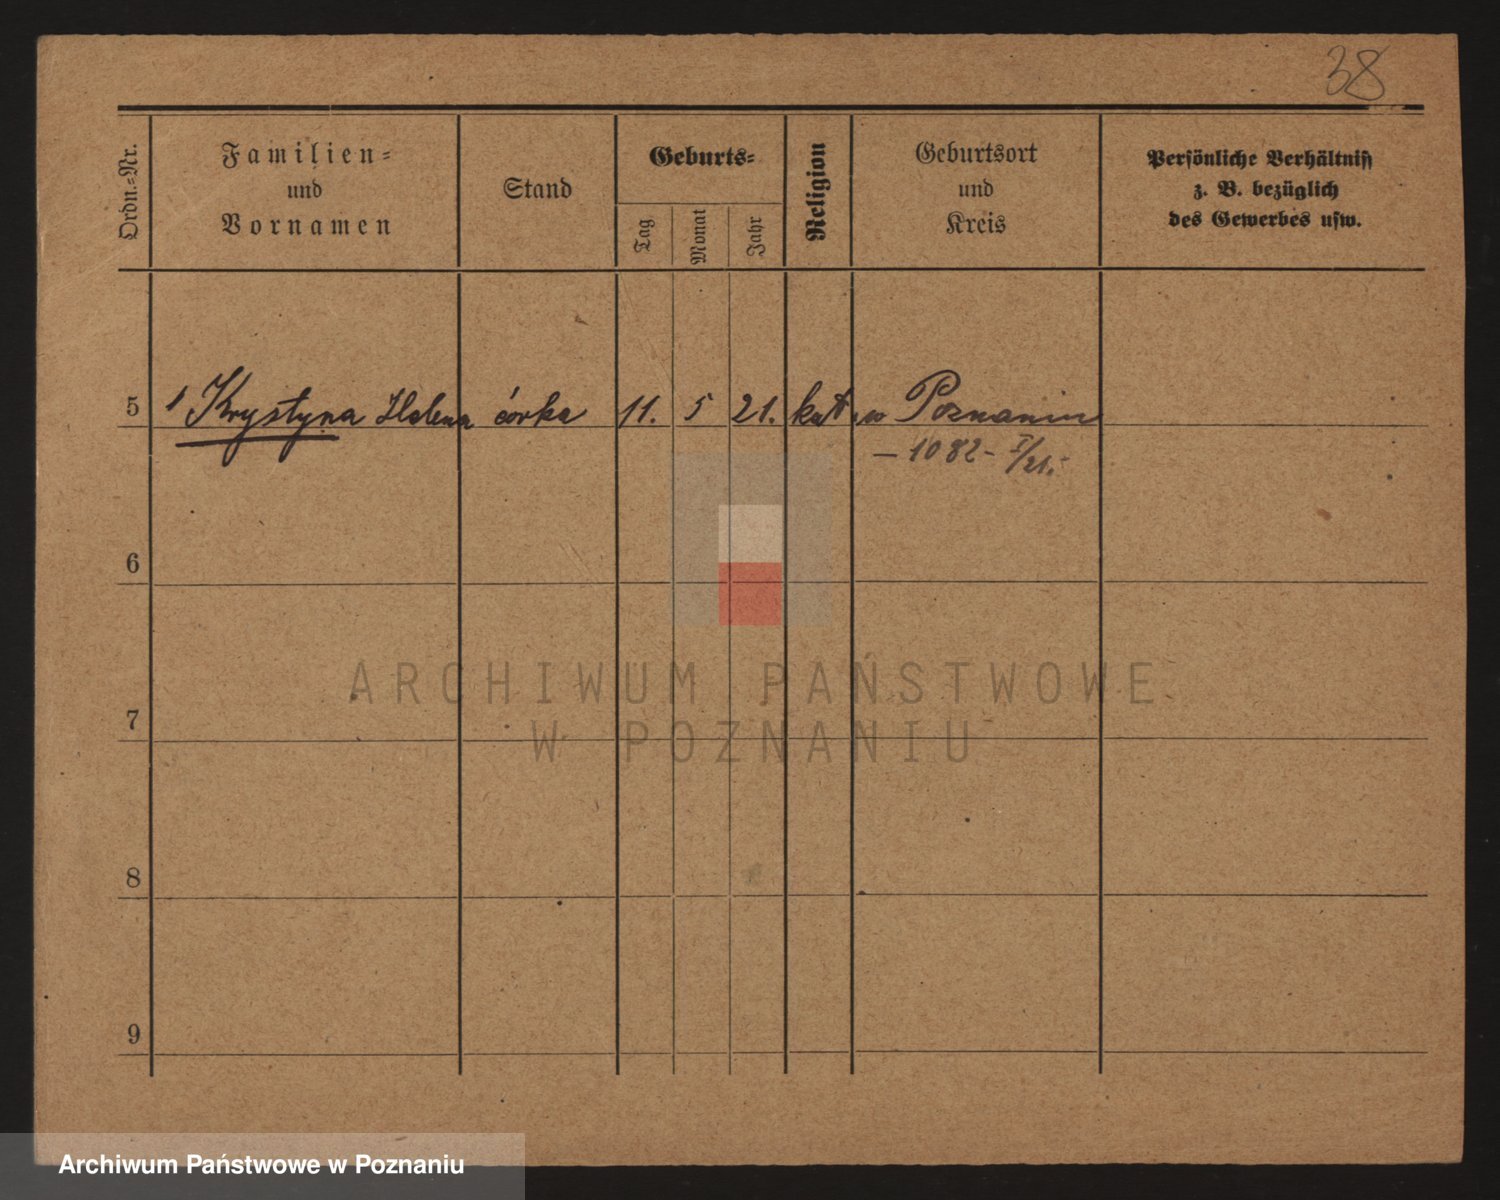 38
Ordn.=Nr.
Familien=
und
Vornamen
Stand
Geburts=
Tag
Monat
Jahr
Religion
Geburtsort
und
Kreis
Persönliche Verhältniss
z. B. bezüglich
des Gewerbes usw.
5 1 Krystyna Helena córka 11. 5 21. kat. w Poznaniu
– 1082 – I/21.-
6
ARCHIWUM PAŃSTWOWE
7
W POZNANIU
8
9
Archiwum Państwowe w Poznaniu